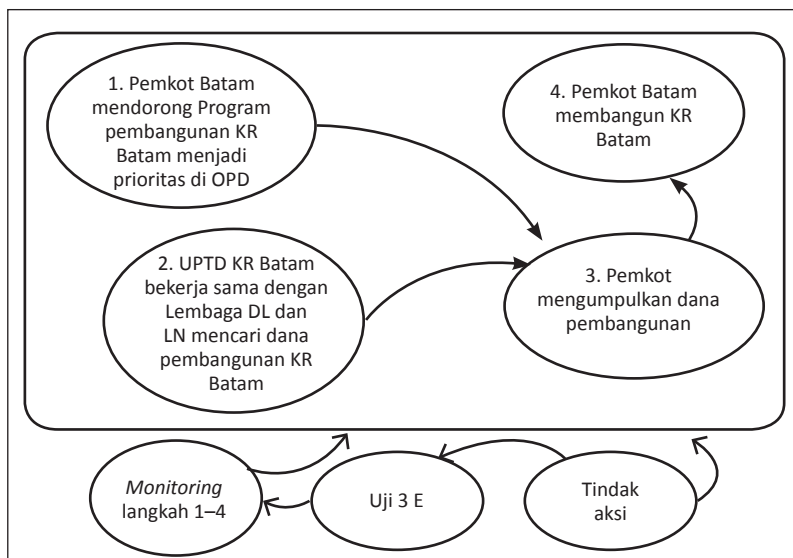 1. Pemkot Batam
mendorong Program
pembangunan KR
Batam menjadi
prioritas di OPD
4. Pemkot Batam
membangun KR
Batam
2. UPTD KR Batam
bekerja sama dengan
Lembaga DL dan
LN mencari dana
pembangunan KR
Batam
3. Pemkot
mengumpulkan dana
pembangunan
Monitoring
langkah 1–4
Uji 3 E
Tindak
aksi